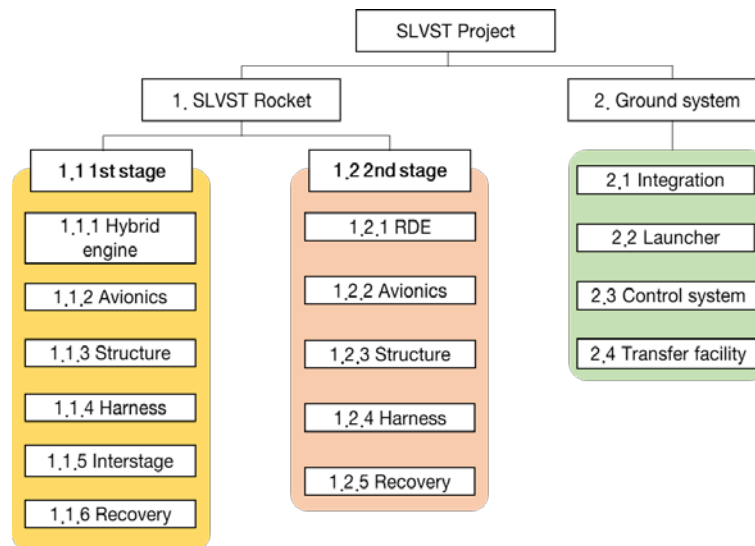 SLVST Project
1. SLVST Rocket
2. Ground system
1.1 1st stage
1.2 2nd stage
1.1.1 Hybrid
engine
1.1.2 Avionics
1.1.3 Structure
1.1.4 Harness
1.1.5 Interstage
1.1.6 Recovery
1.2.1 RDE
1.2.2 Avionics
1.2.3 Structure
1.2.4 Harness
1.2.5 Recovery
2.1 Integration
2.2 Launcher
2.3 Control system
2.4 Transfer facility